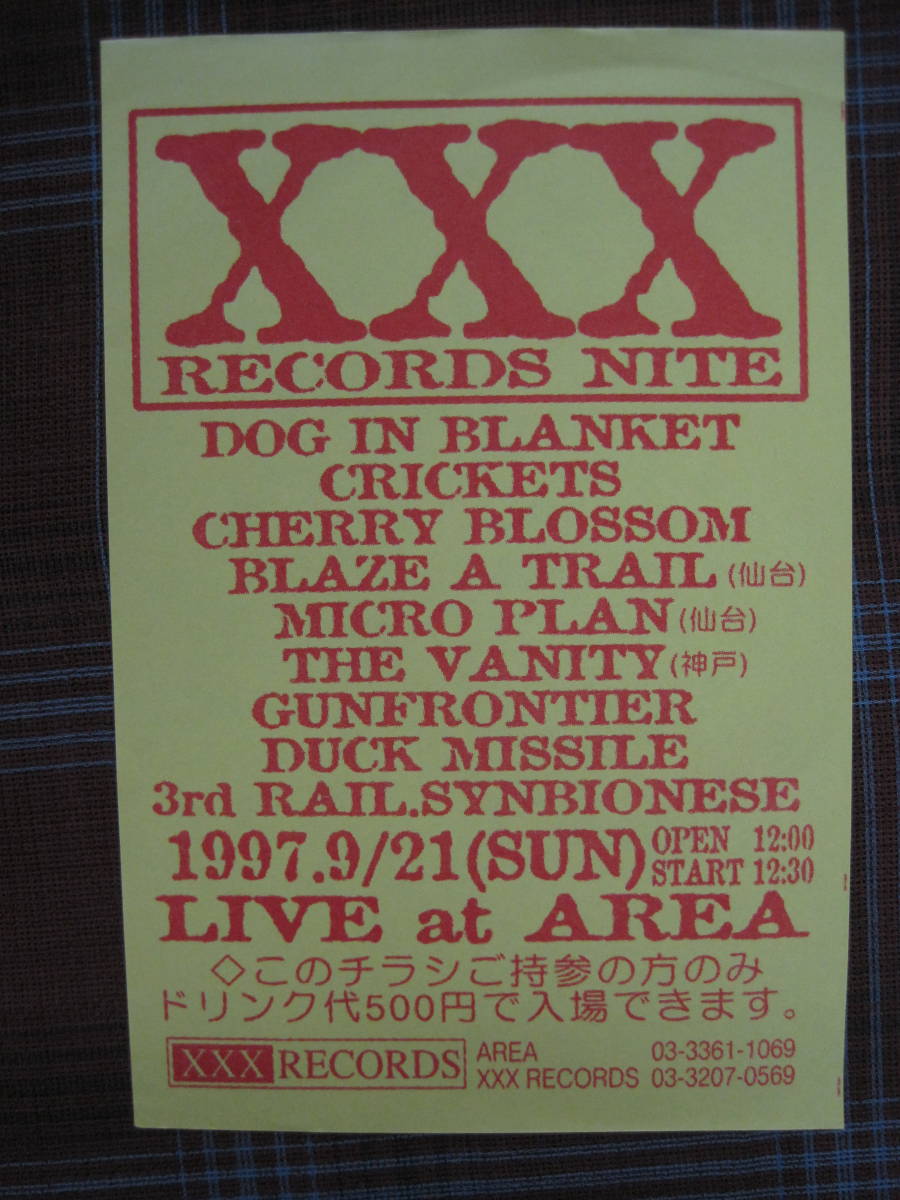 XXX
RECORDS NITE
DOG IN BLANKET
CRICKETS
CHERRY BLOSSOM
BLAZE A TRAIL (仙台)
MICRO PLAN (仙台)
THE VANITY (神戸)
GUNFRONTIER
DUCK MISSILE
3rd RAIL.SYNBIONESE
1997.9/21(SUN) OPEN 12:00
START 12:30
LIVE at AREA
◇このチラシご持参の方のみ
ドリンク代500円で入場できます。
XXX RECORDS
AREA 03-3361-1069
XXX RECORDS 03-3207-0569